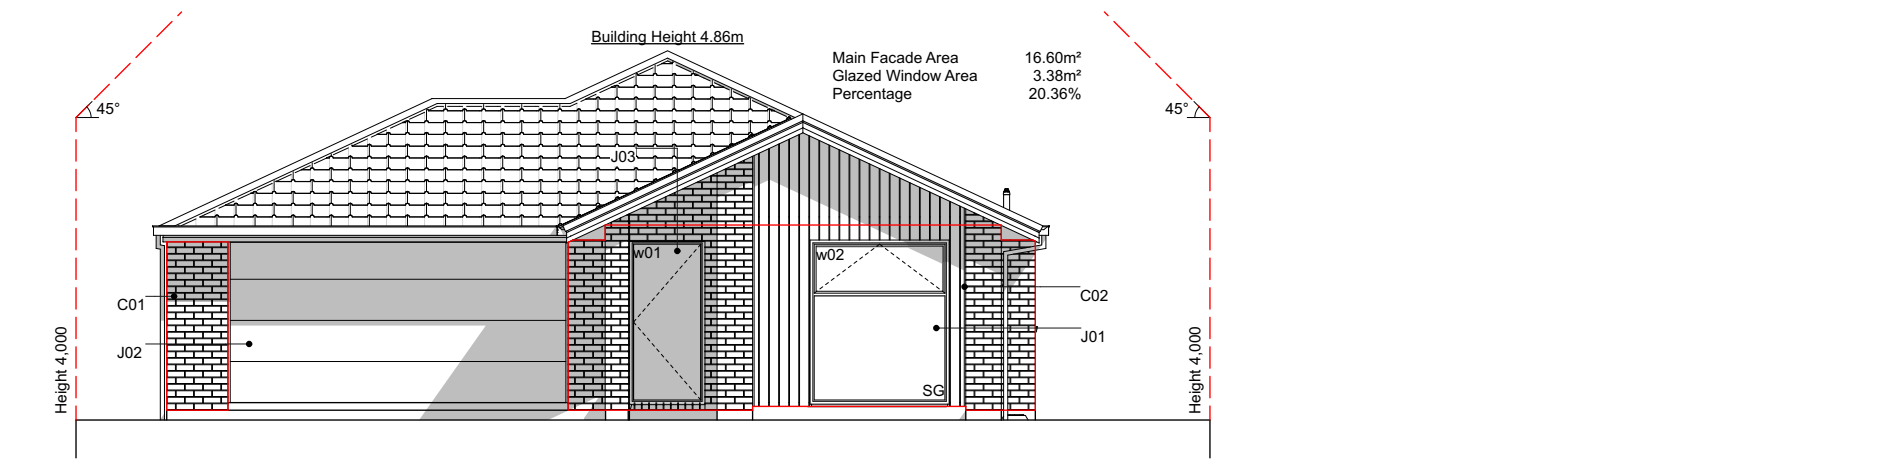 Building Height 4.86m
Main Facade Area 16.60m²
Glazed Window Area 3.38m²
Percentage 20.36%
45°
45°
J03
w01
w02
C01
C02
J01
J02
SG
Height 4,000
Height 4,000